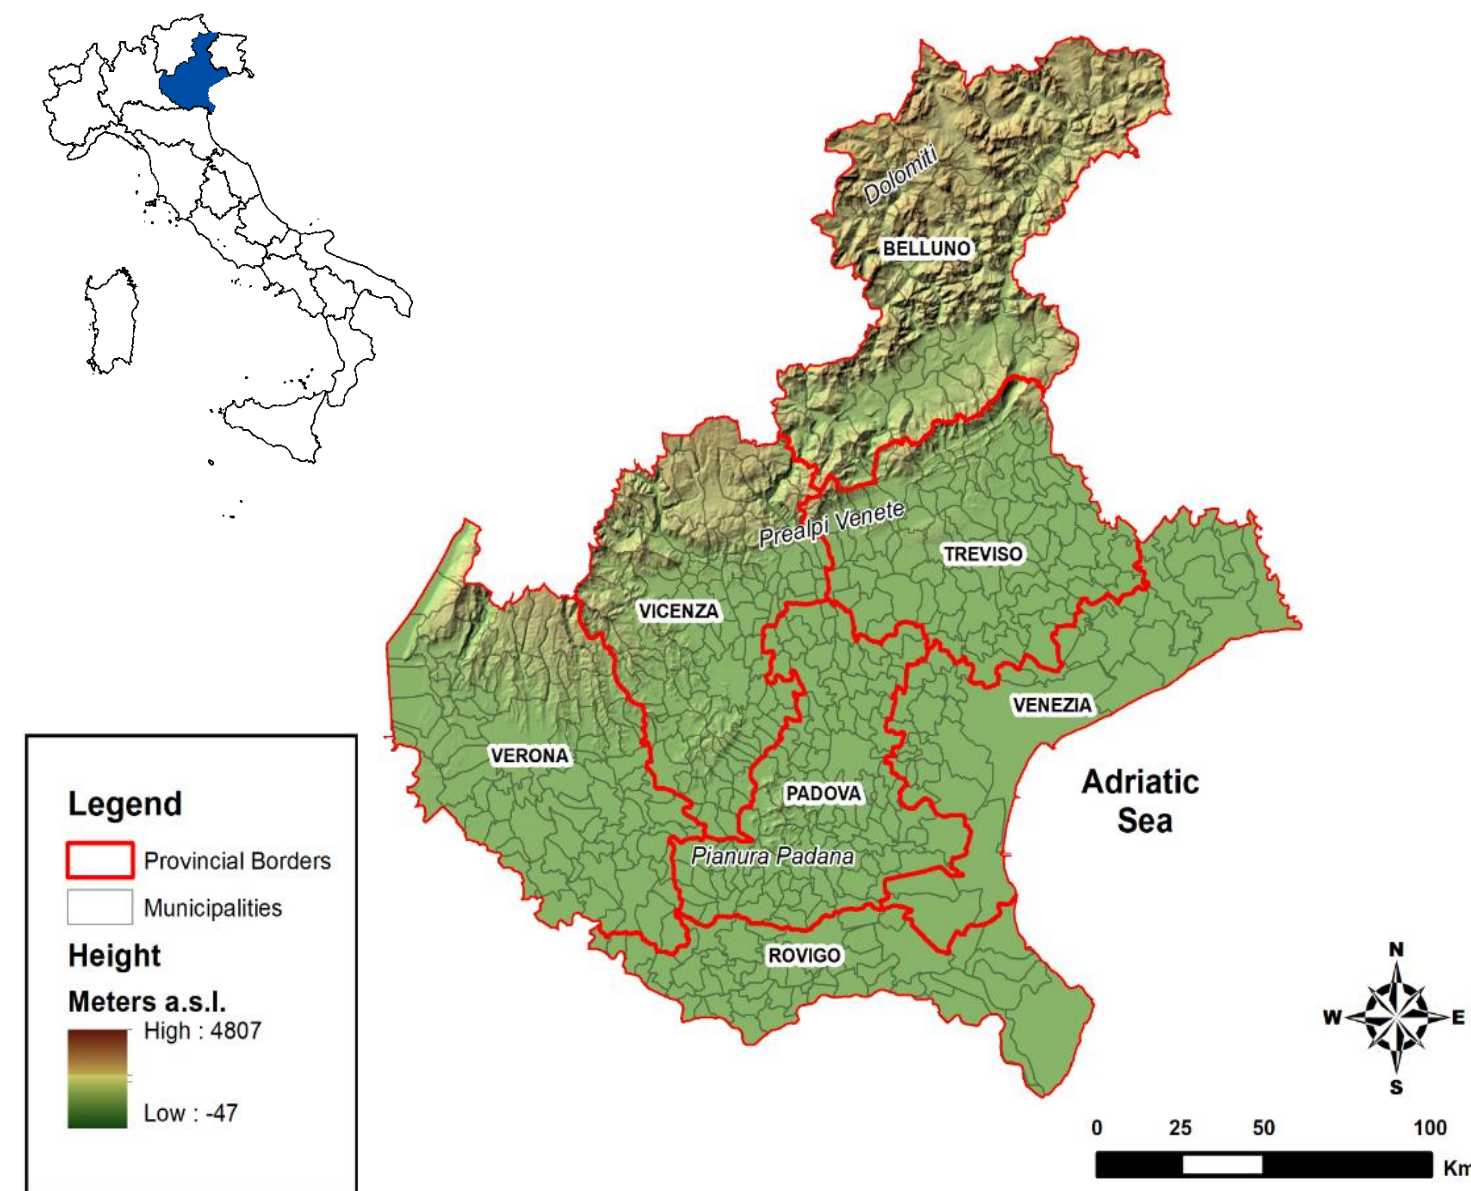 Dolomiti
BELLUNO
Prealpi Venete
TREVISO
VICENZA
VENEZIA
VERONA
PADOVA
Adriatic
Sea
Pianura Padana
ROVIGO
Legend
Provincial Borders
Municipalities
Height
Meters a.s.l.
High : 4807
Low : -47
N
W E
S
0 25 50 100
Km